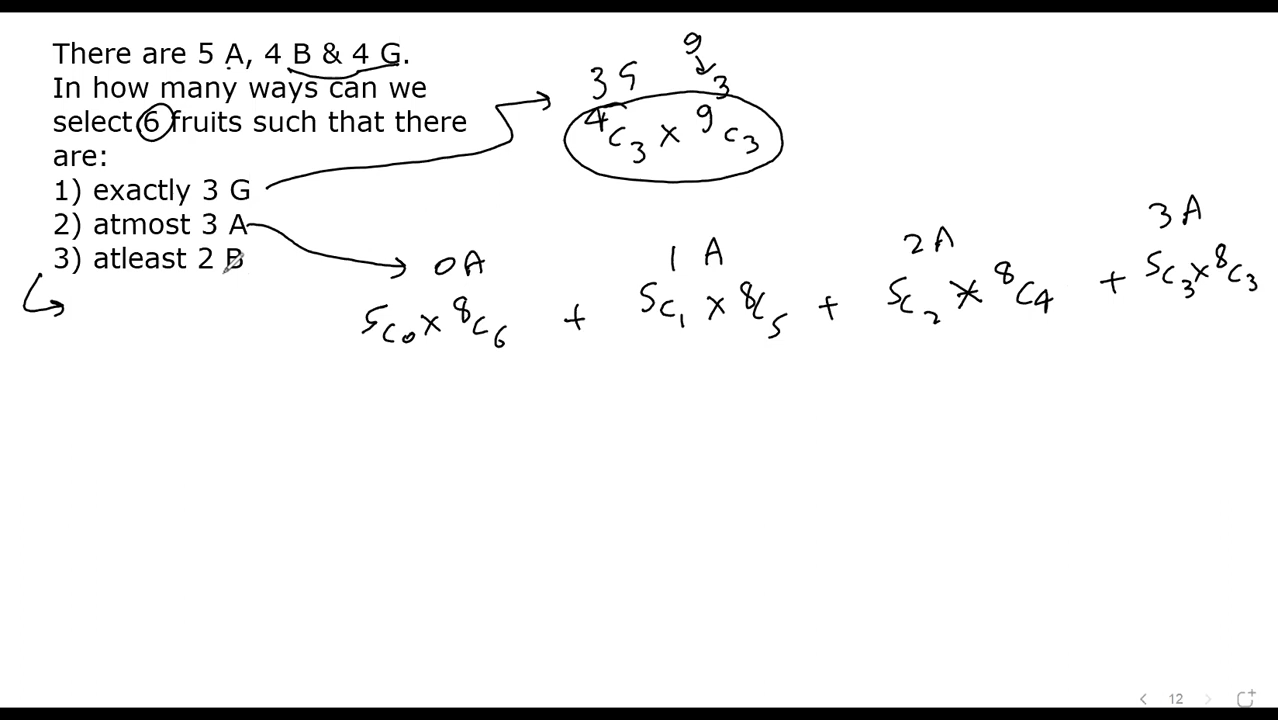 There are 5 A, 4 B & 4 G.
In how many ways can we
select 6 fruits such that there
are:
1) exactly 3 G
2) atmost 3 A
3) atleast 2 B
3 G 9
3
4C3 x 9C3
0A 1 A 2 A 3 A
5C0 x 8C6 + 5C1 x 8C5 + 5C2 x 8C4 + 5C3 x 8C3
12